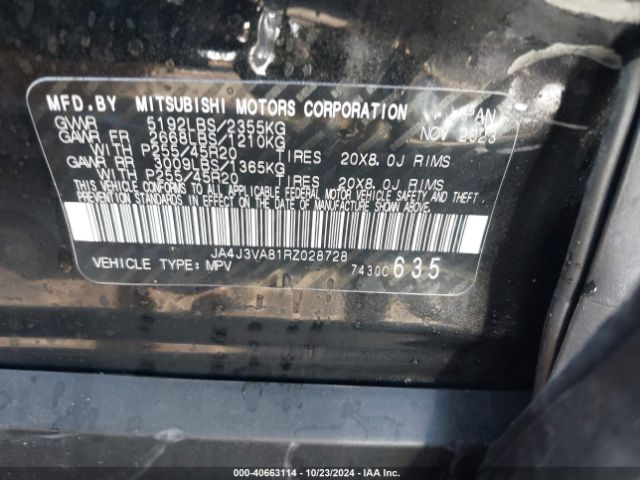 MFD.BY MITSUBISHI MOTORS CORPORATION JAPAN
GVWR 5192LBS/2355KG NOV 2023
GAWR FR 2668LBS/1210KG
WITH P255/45R20 TIRES 20X8.0J RIMS
GAWR RR 3009LBS/1365KG
WITH P255/45R20 TIRES 20X8.0J RIMS
THIS VEHICLE CONFORMS TO ALL APPLICABLE FEDERAL MOTOR VEHICLE SAFETY AND THEFT
PREVENTION STANDARDS IN EFFECT ON THE DATE OF MANUFACTURE SHOWN ABOVE.
JA4J3VA81RZ028728
VEHICLE TYPE: MPV 7430C 635
000-40663114 - 10/23/2024 - IAA Inc.